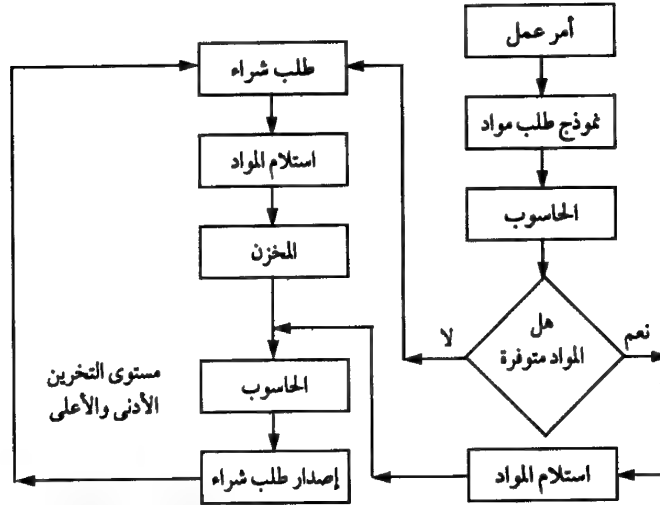 أمر عمل
نموذج طلب مواد
الحاسوب
هل
المواد متوفرة
نعم
لا
استلام المواد
طلب شراء
استلام المواد
المخزن
الحاسوب
إصدار طلب شراء
مستوى التخرين
الأدنى والأعلى